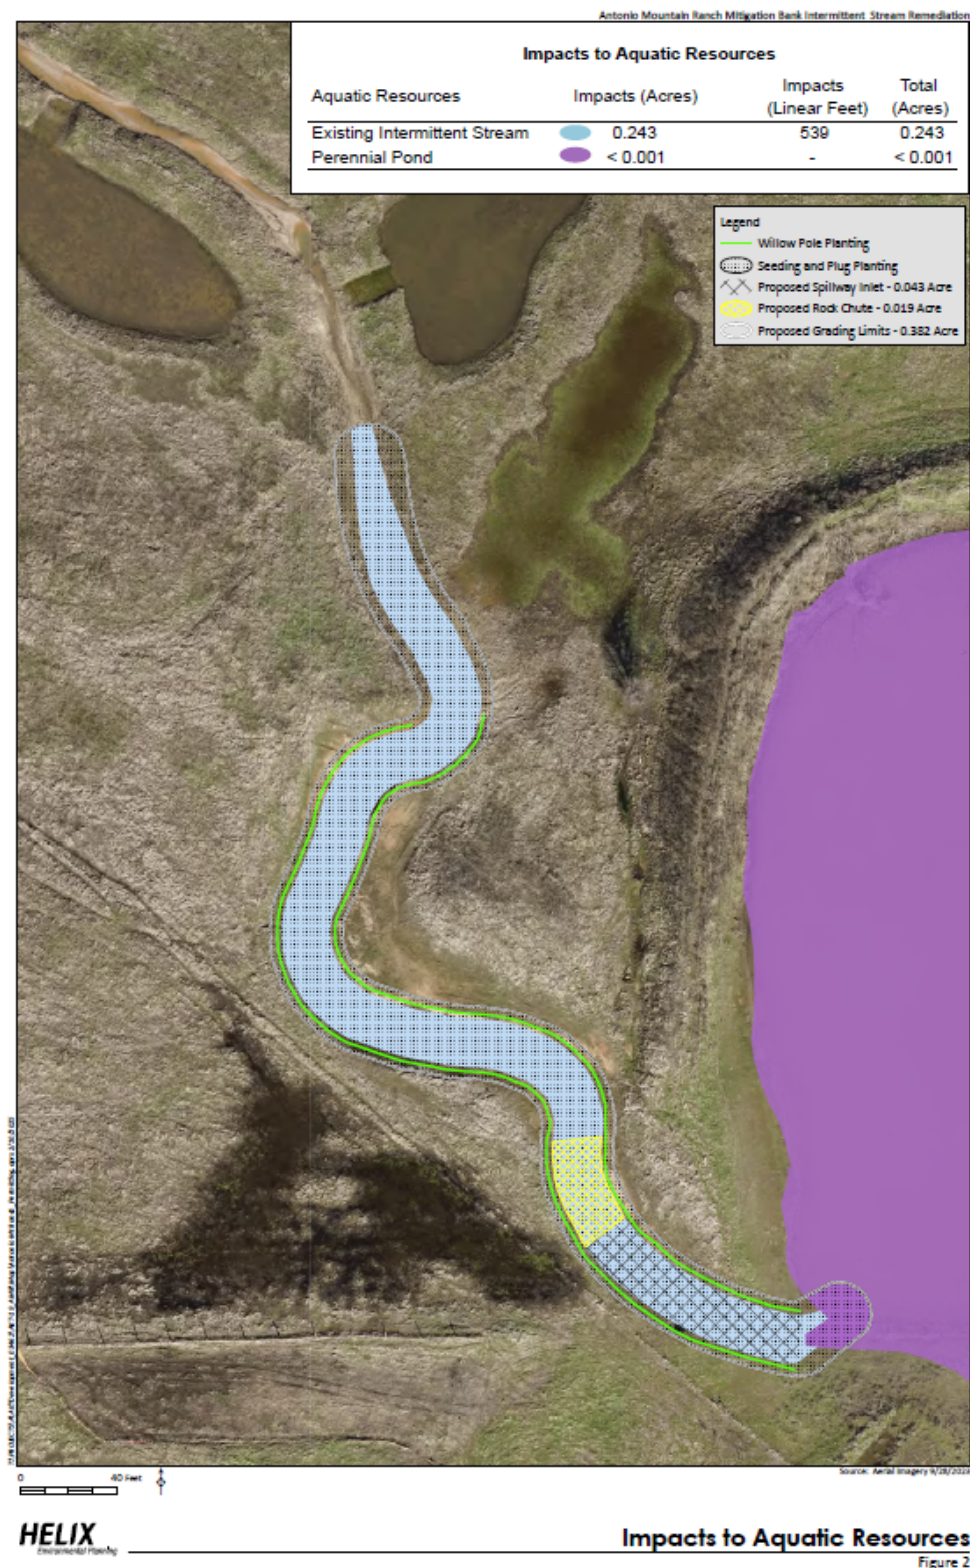 Antonio Mountain Ranch Mitigation Bank Intermittent Stream Remediation
Impacts to Aquatic Resources
Aquatic Resources Impacts (Acres) Impacts (Linear Feet) Total (Acres)
Existing Intermittent Stream 0.243 539 0.243
Perennial Pond < 0.001 - < 0.001
Legend
Willow Pole Planting
Seeding and Plug Planting
Proposed Spillway Inlet - 0.043 Acre
Proposed Rock Chute - 0.019 Acre
Proposed Grading Limits - 0.382 Acre
0 40 Feet
Source: Aerial Imagery
HELIX
Environmental Planning
Impacts to Aquatic Resources
Figure 2